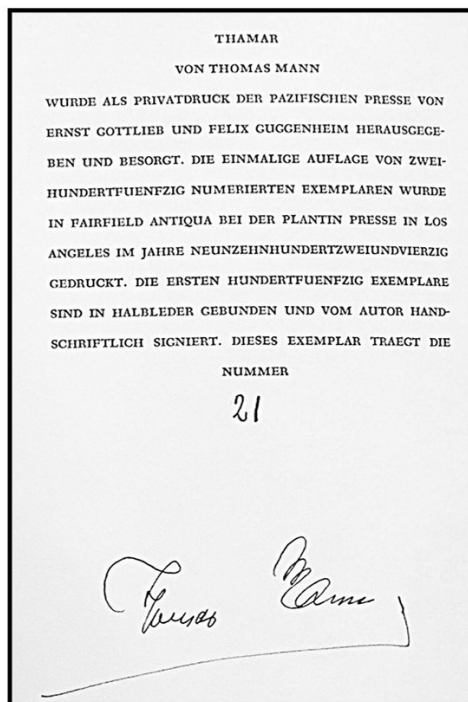 THAMAR
VON THOMAS MANN
WURDE ALS PRIVATDRUCK DER PAZIFISCHEN PRESSE VON
ERNST GOTTLIEB UND FELIX GUGGENHEIM HERAUSGEGE-
BEN UND BESORGT. DIE EINMALIGE AUFLAGE VON ZWEI-
HUNDERTFUENFZIG NUMERIERTEN EXEMPLAREN WURDE
IN FAIRFIELD ANTIQUA BEI DER PLANTIN PRESSE IN LOS
ANGELES IM JAHRE NEUNZEHNHUNDERTZWEIUNDVIERZIG
GEDRUCKT. DIE ERSTEN HUNDERTFUENFZIG EXEMPLARE
SIND IN HALBLEDER GEBUNDEN UND VOM AUTOR HAND-
SCHRIFTLICH SIGNIERT. DIESES EXEMPLAR TRAEGT DIE
NUMMER
21
Thomas Mann